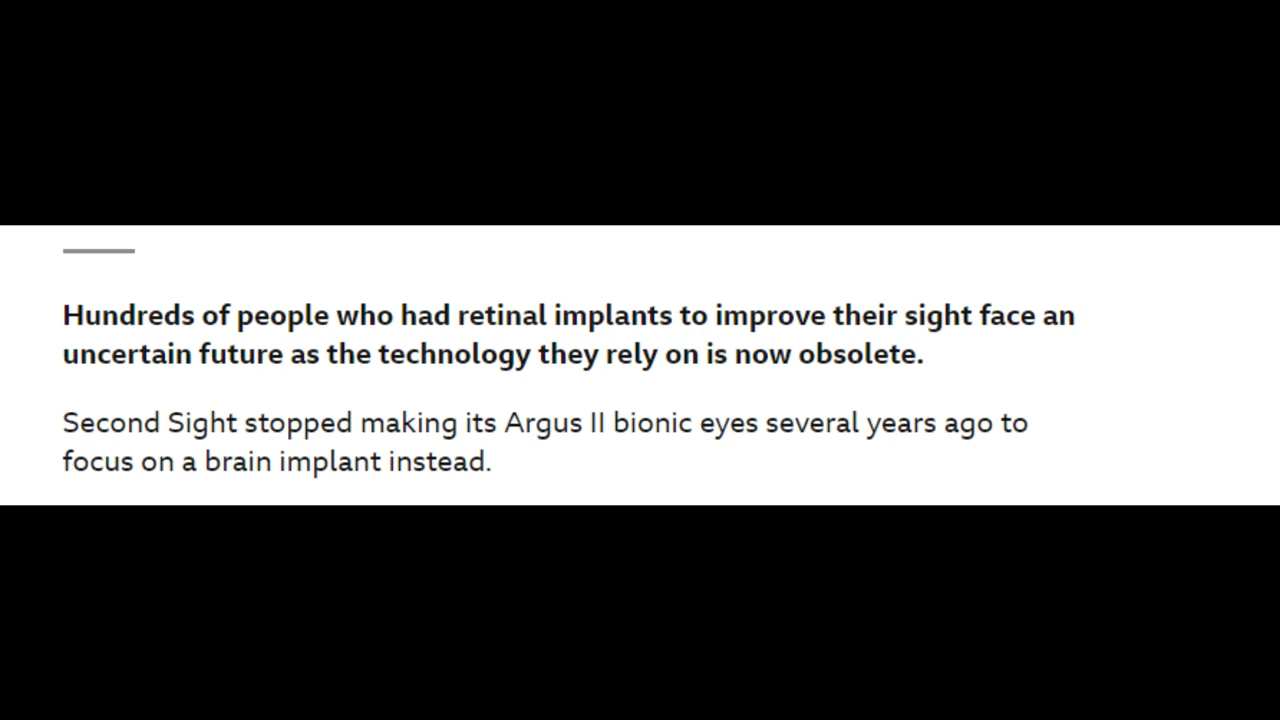 Hundreds of people who had retinal implants to improve their sight face an
uncertain future as the technology they rely on is now obsolete.
Second Sight stopped making its Argus II bionic eyes several years ago to
focus on a brain implant instead.